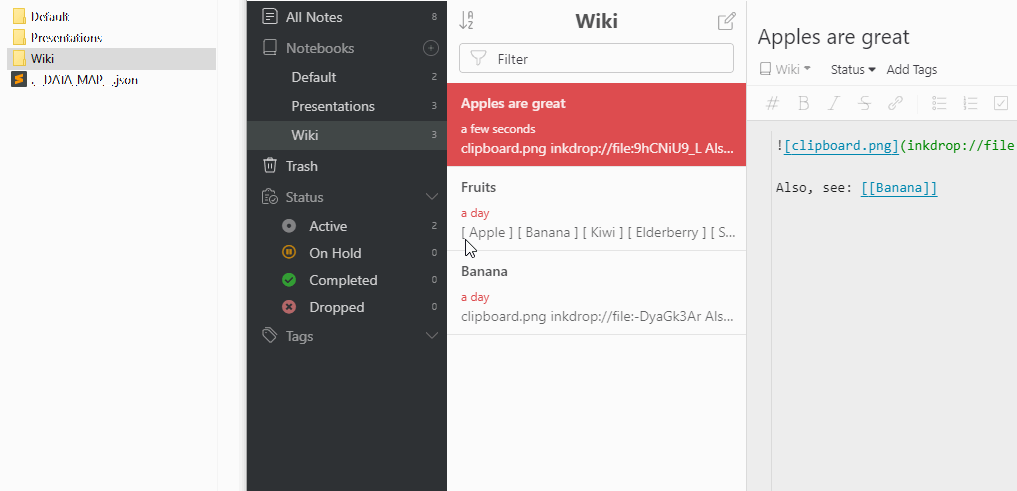 Default
Presentations
Wiki
.__DATA_MAP__.json
All Notes 8
Notebooks
Default 2
Presentations 3
Wiki 3
Trash
Status
Active 2
On Hold 0
Completed 0
Dropped 0
Tags
Wiki
Filter
Apples are great
a few seconds
clipboard.png inkdrop://file:9hCNiU9_L Als...
Fruits
a day
[ Apple ] [ Banana ] [ Kiwi ] [ Elderberry ] [ S...
Banana
a day
clipboard.png inkdrop://file:-DyaGk3Ar Als...
Apples are great
Wiki Status Add Tags
![clipboard.png](inkdrop://file
Also, see: [[Banana]]